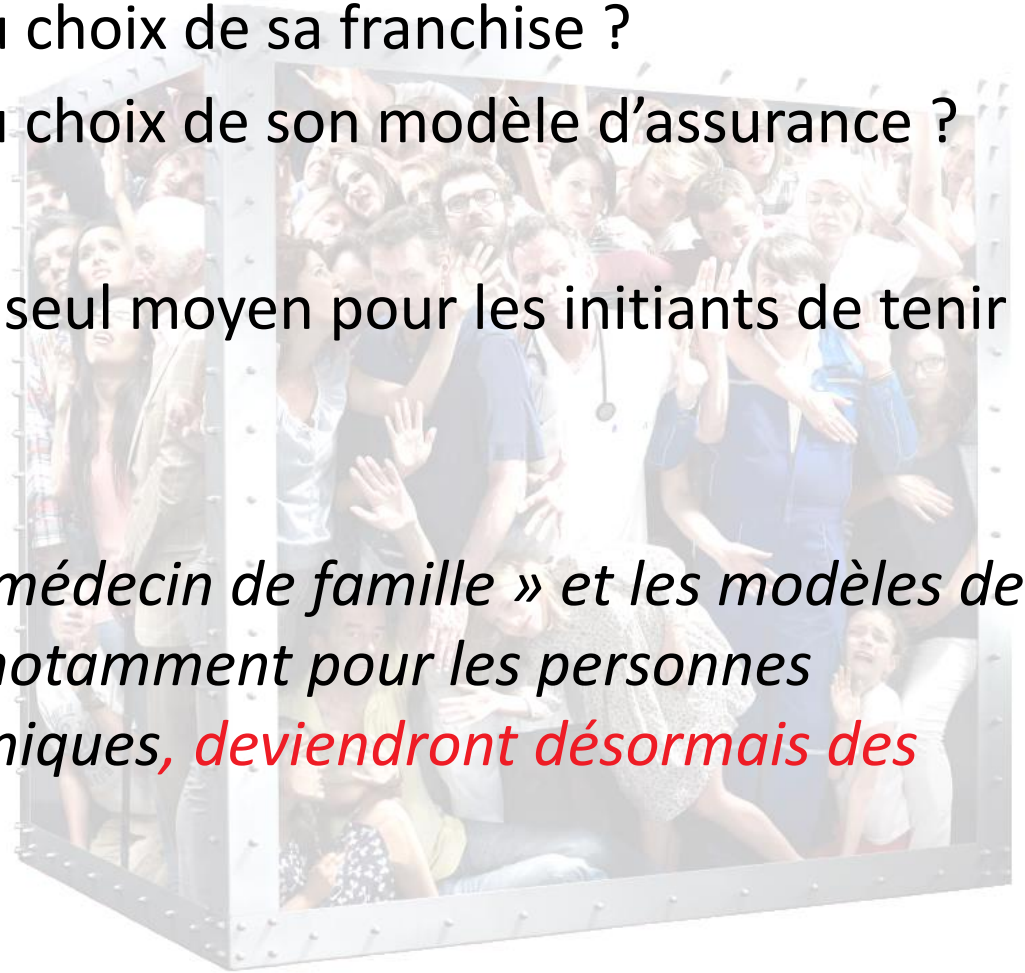 choix de sa franchise ?
choix de son modèle d’assurance ?
seul moyen pour les initiants de tenir
médecin de famille » et les modèles de
notamment pour les personnes
niques, deviendront désormais des